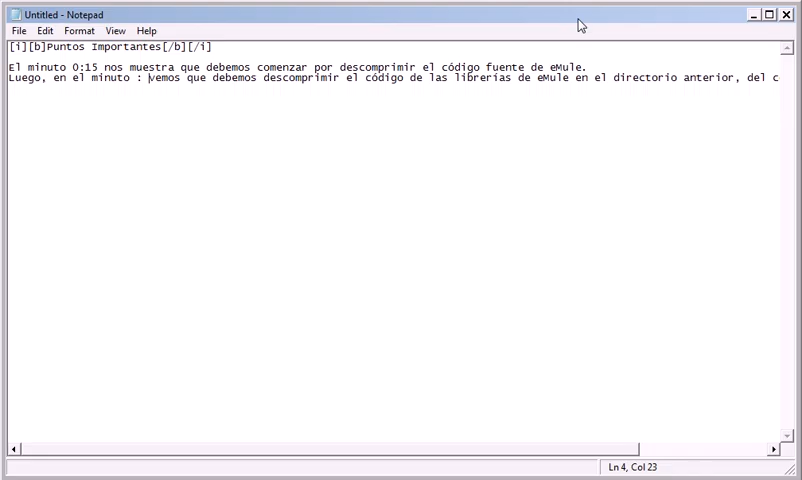 Untitled - Notepad
File Edit Format View Help
[i][b]Puntos Importantes[/b][/i]
El minuto 0:15 nos muestra que debemos comenzar por descomprimir el código fuente de eMule.
Luego, en el minuto : vemos que debemos descomprimir el código de las librerías de eMule en el directorio anterior, del c
Ln 4, Col 23